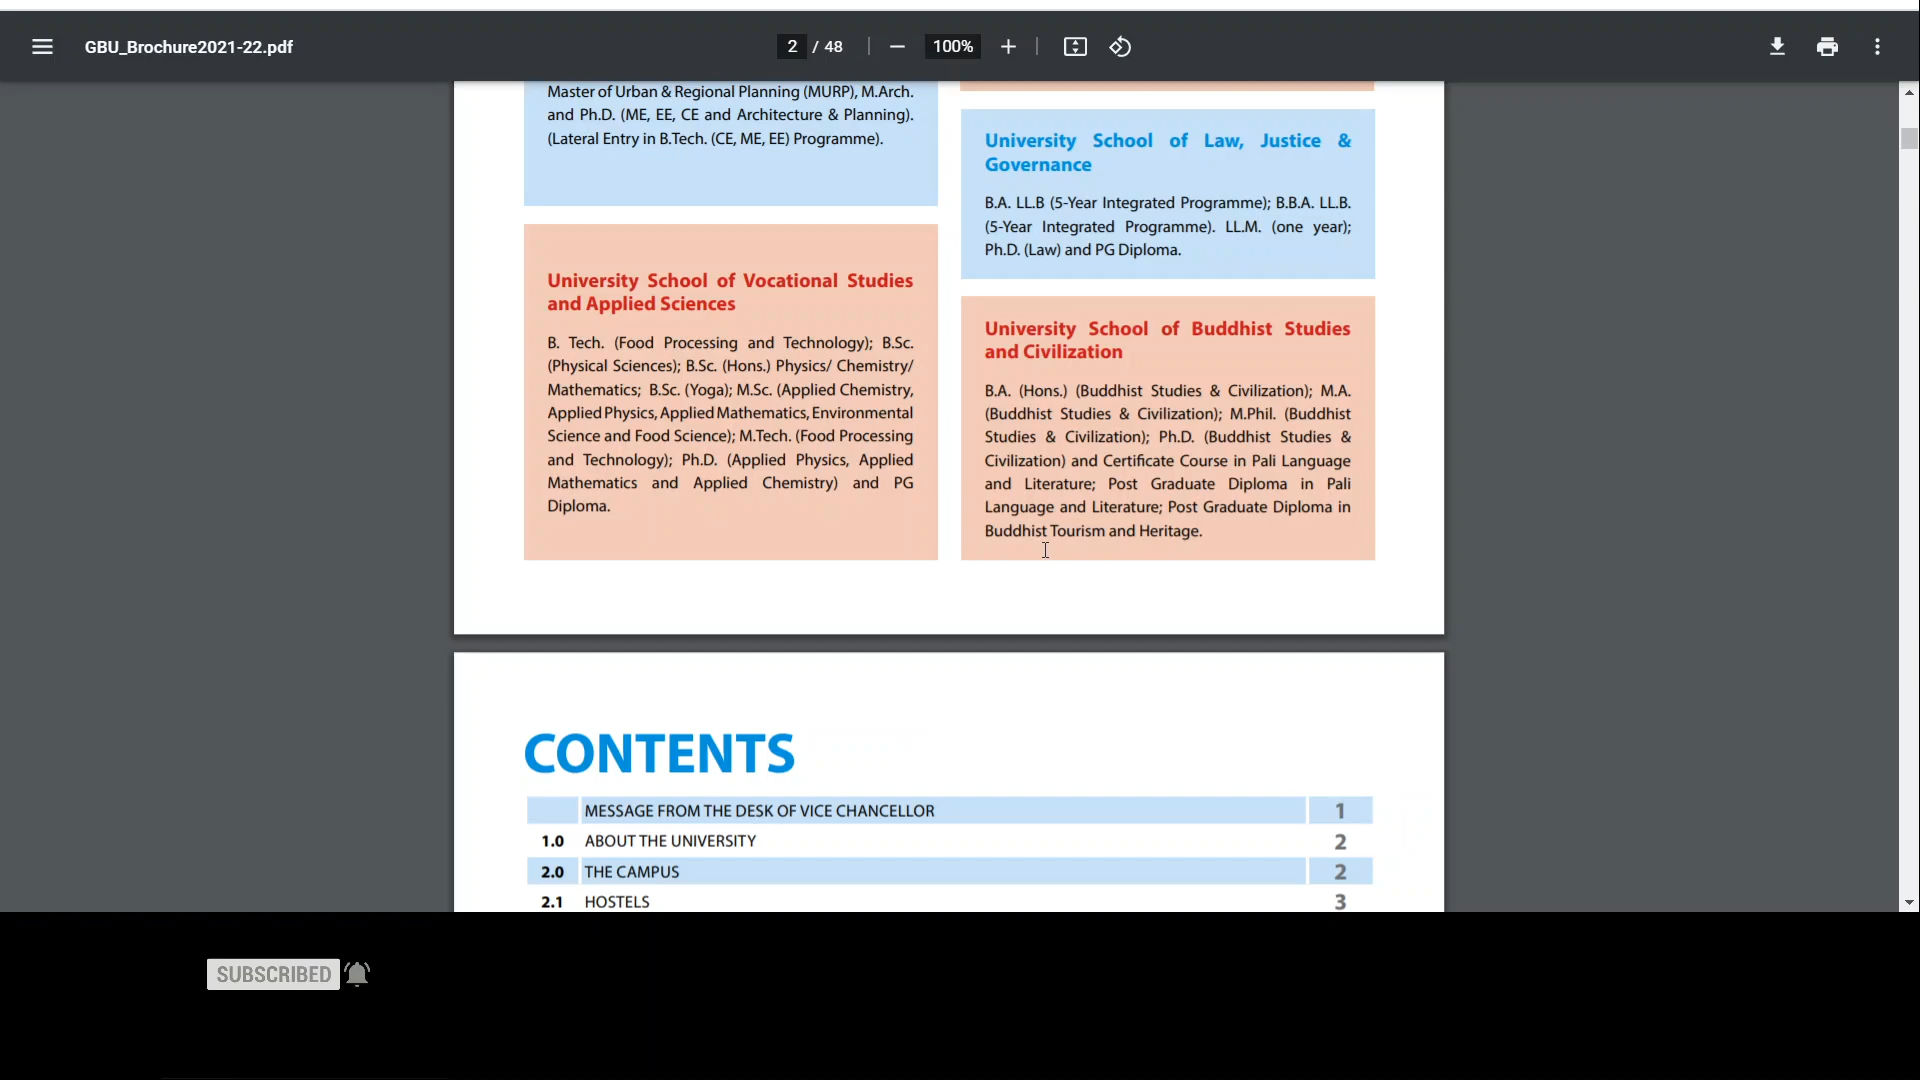 GBU_Brochure2021-22.pdf
2 / 48
100%
Master of Urban & Regional Planning (MURP), M.Arch.
and Ph.D. (ME, EE, CE and Architecture & Planning).
(Lateral Entry in B.Tech. (CE, ME, EE) Programme).
University School of Vocational Studies
and Applied Sciences
B. Tech. (Food Processing and Technology); B.Sc.
(Physical Sciences); B.Sc. (Hons.) Physics/ Chemistry/
Mathematics; B.Sc. (Yoga); M.Sc. (Applied Chemistry,
Applied Physics, Applied Mathematics, Environmental
Science and Food Science); M.Tech. (Food Processing
and Technology); Ph.D. (Applied Physics, Applied
Mathematics and Applied Chemistry) and PG
Diploma.
University School of Law, Justice &
Governance
B.A. LL.B (5-Year Integrated Programme); B.B.A. LL.B.
(5-Year Integrated Programme). LL.M. (one year);
Ph.D. (Law) and PG Diploma.
University School of Buddhist Studies
and Civilization
B.A. (Hons.) (Buddhist Studies & Civilization); M.A.
(Buddhist Studies & Civilization); M.Phil. (Buddhist
Studies & Civilization); Ph.D. (Buddhist Studies &
Civilization) and Certificate Course in Pali Language
and Literature; Post Graduate Diploma in Pali
Language and Literature; Post Graduate Diploma in
Buddhist Tourism and Heritage.
CONTENTS
MESSAGE FROM THE DESK OF VICE CHANCELLOR 1
1.0 ABOUT THE UNIVERSITY 2
2.0 THE CAMPUS 2
2.1 HOSTELS 3
SUBSCRIBED